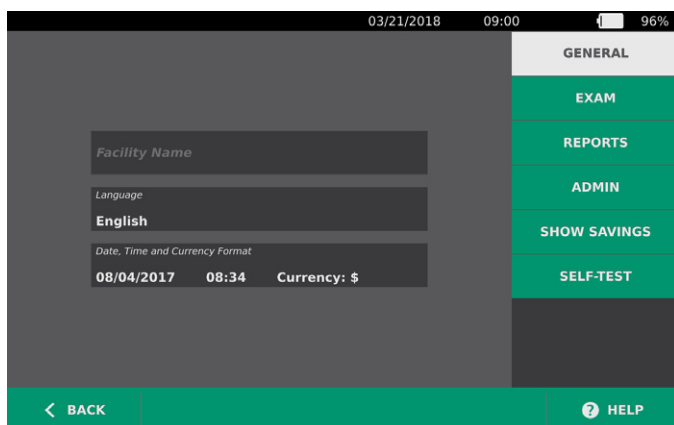 03/21/2018 09:00 96%
GENERAL
EXAM
REPORTS
ADMIN
SHOW SAVINGS
SELF-TEST
Facility Name
Language
English
Date, Time and Currency Format
08/04/2017 08:34 Currency: $
BACK
? HELP